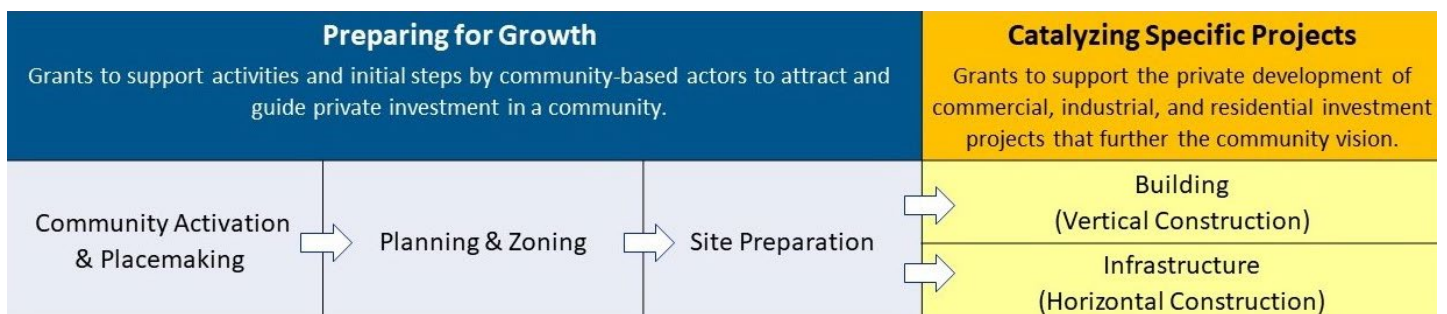 Preparing for Growth
Grants to support activities and initial steps by community-based actors to attract and
guide private investment in a community.
Catalyzing Specific Projects
Grants to support the private development of
commercial, industrial, and residential investment
projects that further the community vision.
Community Activation
& Placemaking
Planning & Zoning
Site Preparation
Building
(Vertical Construction)
Infrastructure
(Horizontal Construction)